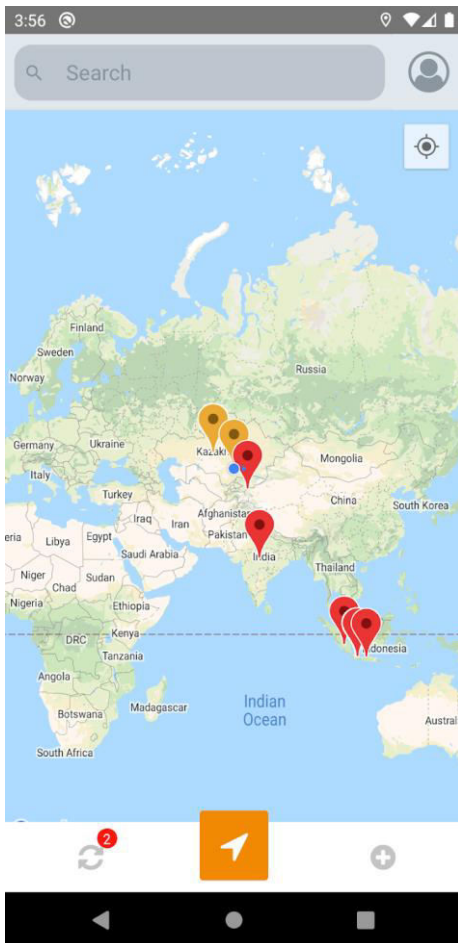 3:56
Search
Finland
Sweden
Norway
Russia
Germany
Ukraine
Kazakh
Mongolia
Italy
Turkey
China
South Korea
Afghanistan
Iraq
Iran
Pakistan
eria
Libya
Egypt
Saudi Arabia
India
Thailand
Niger
Chad
Sudan
Nigeria
Ethiopia
DRC
Kenya
donesia
Tanzania
Angola
Botswana
Madagascar
Indian
Ocean
Austral
South Africa
2